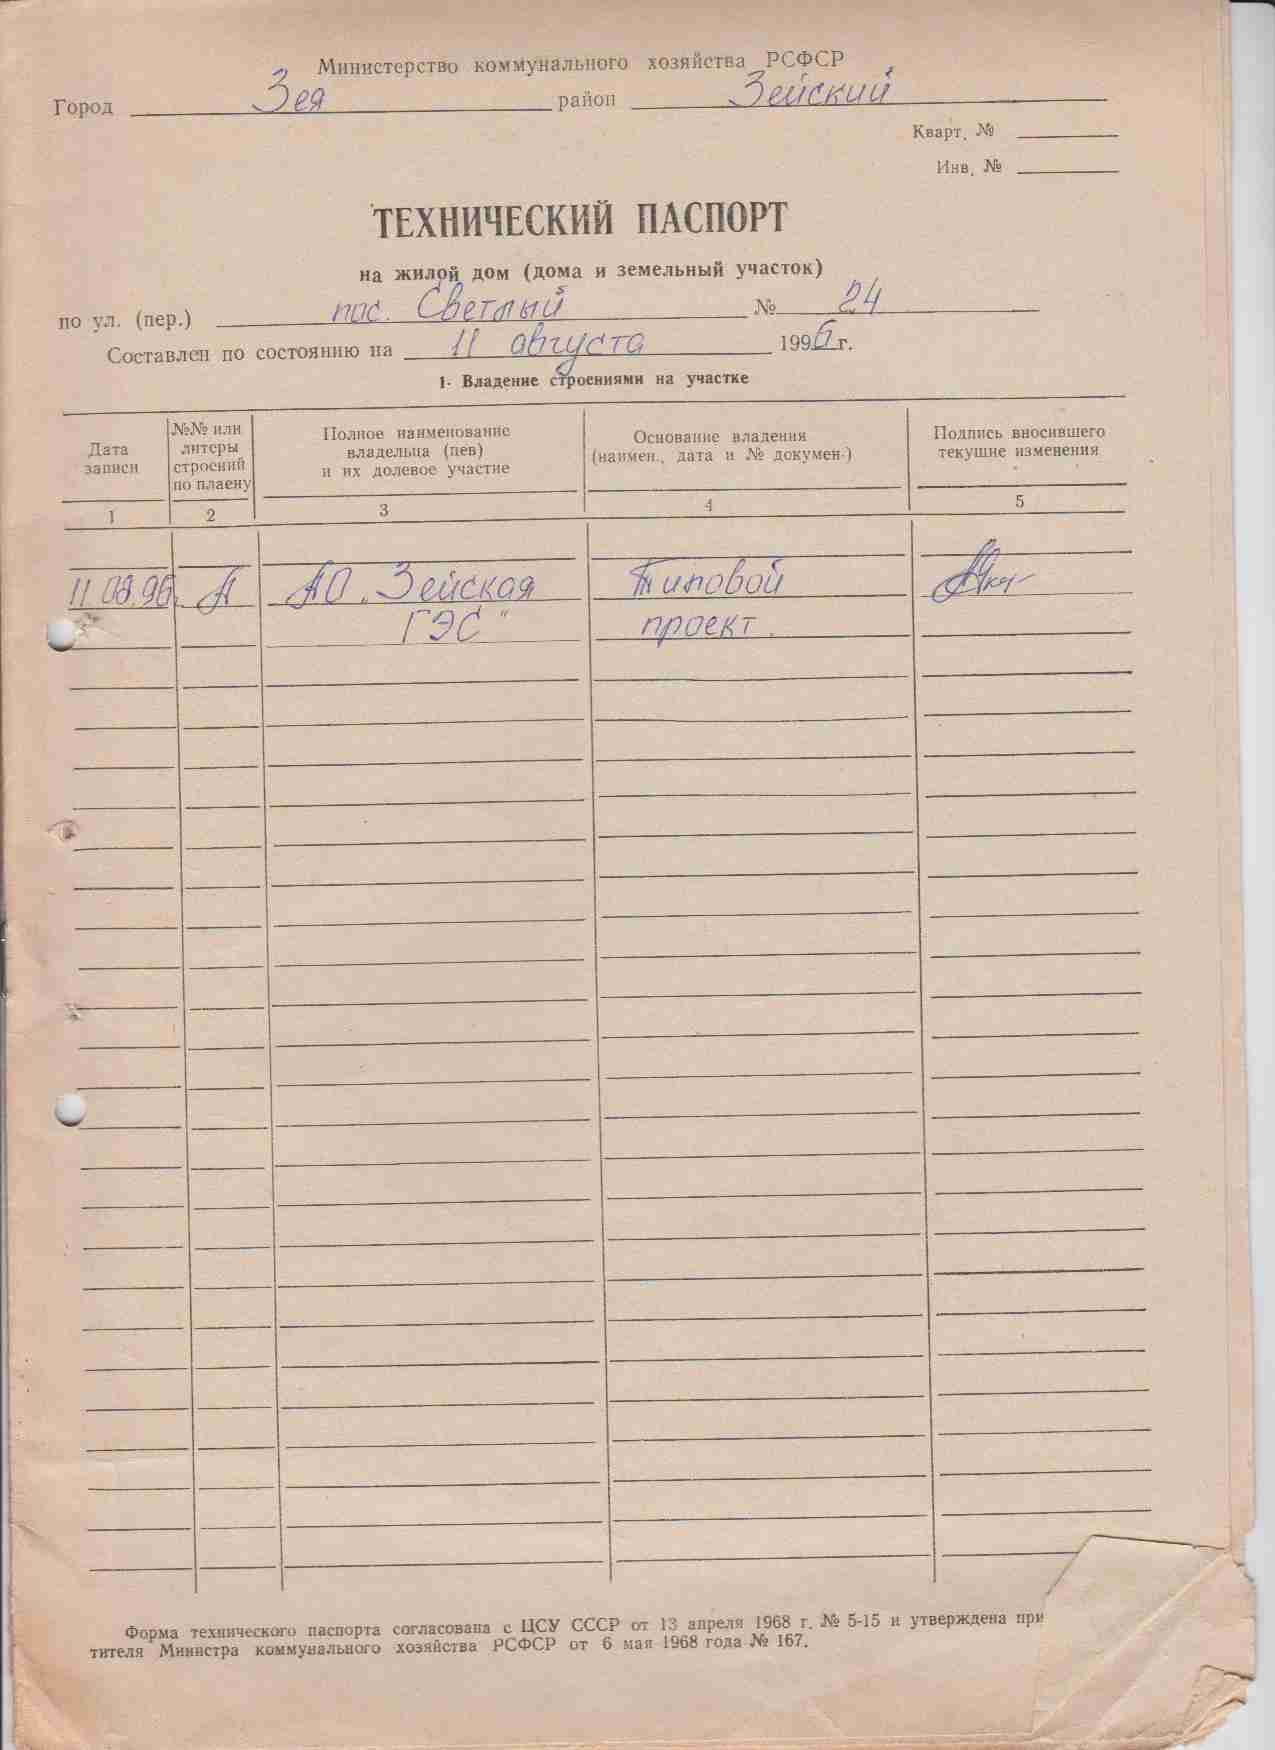 Министерство коммунального хозяйства РСФСР
Город Зея район Зейский
Кварт. №
Инв. №
ТЕХНИЧЕСКИЙ ПАСПОРТ
на жилой дом (дома и земельный участок)
по ул. (пер.) пос. Светлый № 24
Составлен по состоянию на 11 августа 1996 г.
1. Владение строениями на участке
Дата записи
№№ или литеры строений по плаену
Полное наименование владельца (цев) и их долевое участие
Основание владения (наимен., дата и № докумен.)
Подпись вносившего текущие изменения
1 2 3 4 5
11.08.96. А АО „Зейская Типовой
ГЭС" проект.
Форма технического паспорта согласована с ЦСУ СССР от 13 апреля 1968 г. № 5-15 и утверждена при
тителя Министра коммунального хозяйства РСФСР от 6 мая 1968 года № 167.